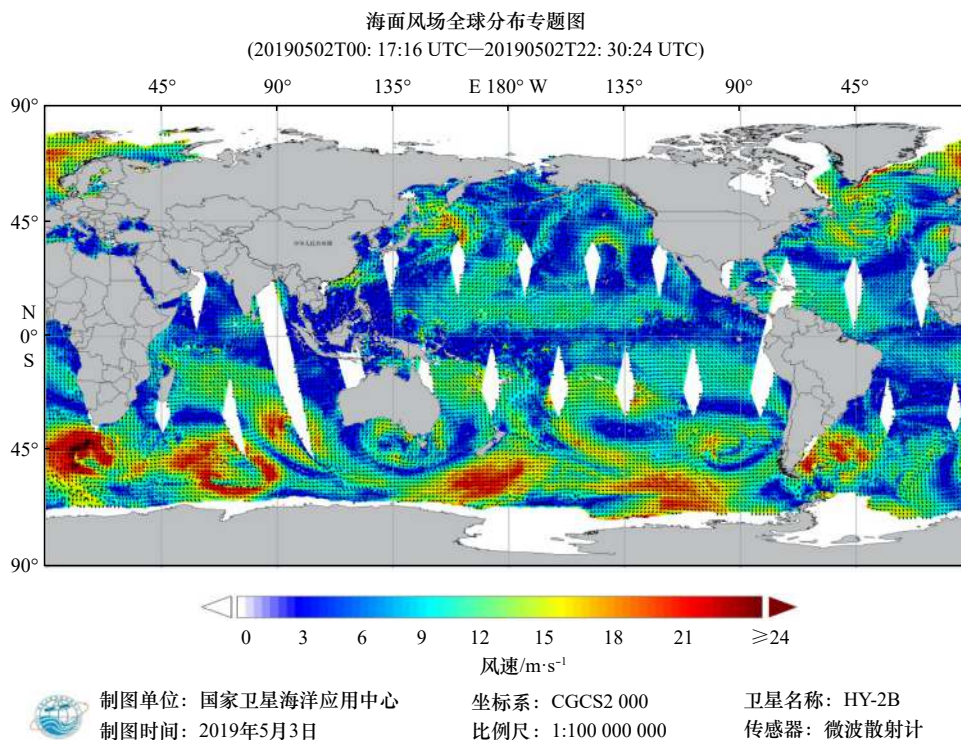 海面风场全球分布专题图
(20190502T00: 17:16 UTC—20190502T22: 30:24 UTC)
45° 90° 135° E 180° W 135° 90° 45°
90°
45°
N
0°
S
45°
90°
0 3 6 9 12 15 18 21 ≥24
风速/m·s⁻¹
制图单位：国家卫星海洋应用中心 坐标系：CGCS2 000 卫星名称：HY-2B
制图时间：2019年5月3日 比例尺：1:100 000 000 传感器：微波散射计